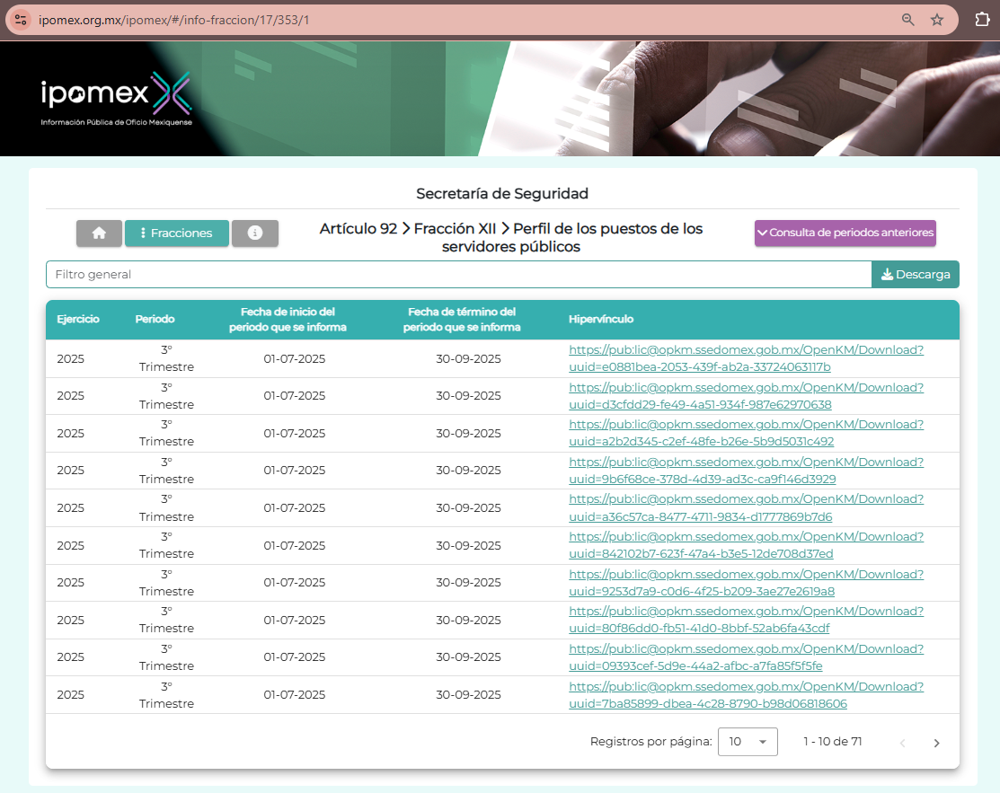 ipomex.org.mx/ipomex/#/info-fraccion/17/353/1
ipomex
Información Pública de Oficio Mexiquense
Secretaría de Seguridad
Fracciones
Artículo 92 > Fracción XII > Perfil de los puestos de los
servidores públicos
Consulta de periodos anteriores
Filtro general
Descarga
Ejercicio Periodo Fecha de inicio del periodo que se informa Fecha de término del periodo que se informa Hipervínculo
2025 3° Trimestre 01-07-2025 30-09-2025 https://pub:lic@opkm.ssedomex.gob.mx/OpenKM/Download?
uuid=e0881bea-2053-439f-ab2a-33724063117b
2025 3° Trimestre 01-07-2025 30-09-2025 https://pub:lic@opkm.ssedomex.gob.mx/OpenKM/Download?
uuid=d3cfdd29-fe49-4a51-934f-987e62970638
2025 3° Trimestre 01-07-2025 30-09-2025 https://pub:lic@opkm.ssedomex.gob.mx/OpenKM/Download?
uuid=a2b2d345-c2ef-48fe-b26e-5b9d5031c492
2025 3° Trimestre 01-07-2025 30-09-2025 https://pub:lic@opkm.ssedomex.gob.mx/OpenKM/Download?
uuid=9b6f68ce-378d-4d39-ad3c-ca9f146d3929
2025 3° Trimestre 01-07-2025 30-09-2025 https://pub:lic@opkm.ssedomex.gob.mx/OpenKM/Download?
uuid=a36c57ca-8477-4711-9834-d1777869b7d6
2025 3° Trimestre 01-07-2025 30-09-2025 https://pub:lic@opkm.ssedomex.gob.mx/OpenKM/Download?
uuid=842102b7-623f-47a4-b3e5-12de708d37ed
2025 3° Trimestre 01-07-2025 30-09-2025 https://pub:lic@opkm.ssedomex.gob.mx/OpenKM/Download?
uuid=9253d7a9-c0d6-4f25-b209-3ae27e2619a8
2025 3° Trimestre 01-07-2025 30-09-2025 https://pub:lic@opkm.ssedomex.gob.mx/OpenKM/Download?
uuid=80f86dd0-fb51-41d0-8bbf-52ab6fa43cdf
2025 3° Trimestre 01-07-2025 30-09-2025 https://pub:lic@opkm.ssedomex.gob.mx/OpenKM/Download?
uuid=09393cef-5d9e-44a2-afbc-a7fa85f5f5fe
2025 3° Trimestre 01-07-2025 30-09-2025 https://pub:lic@opkm.ssedomex.gob.mx/OpenKM/Download?
uuid=7ba85899-dbea-4c28-8790-b98d06818606
Registros por página: 10 1 - 10 de 71